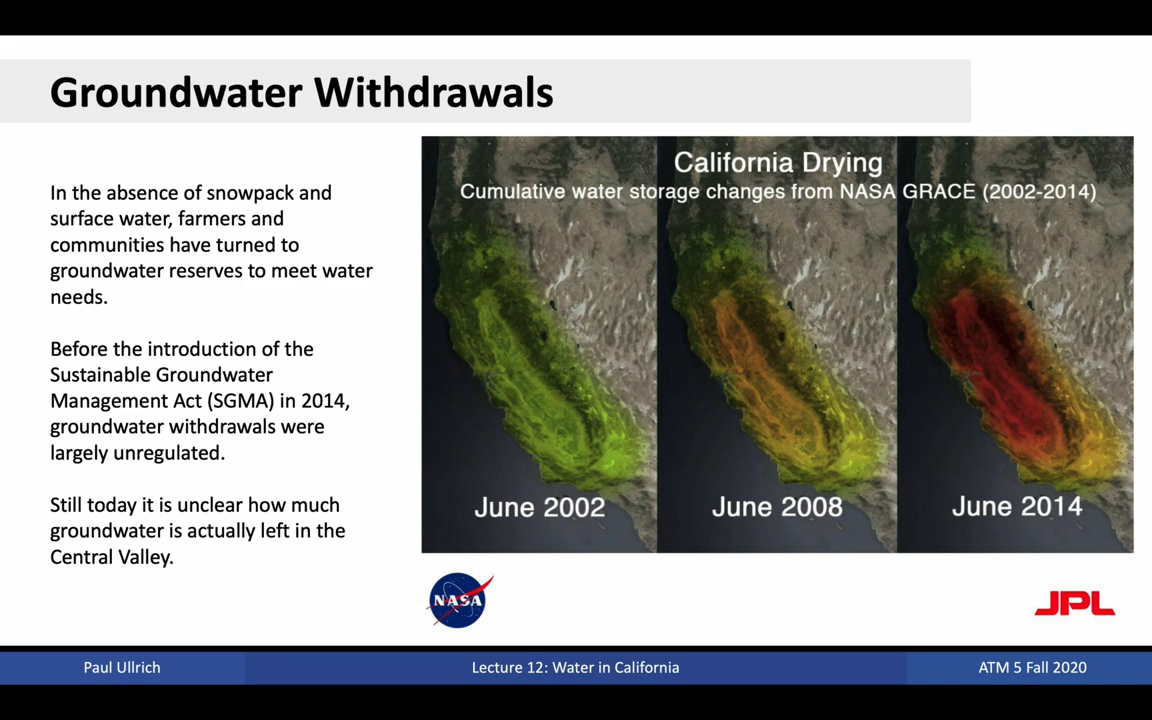 Groundwater Withdrawals
In the absence of snowpack and
surface water, farmers and
communities have turned to
groundwater reserves to meet water
needs.
Before the introduction of the
Sustainable Groundwater
Management Act (SGMA) in 2014,
groundwater withdrawals were
largely unregulated.
Still today it is unclear how much
groundwater is actually left in the
Central Valley.
California Drying
Cumulative water storage changes from NASA GRACE (2002-2014)
June 2002
June 2008
June 2014
NASA
JPL
Paul Ullrich
Lecture 12: Water in California
ATM 5 Fall 2020